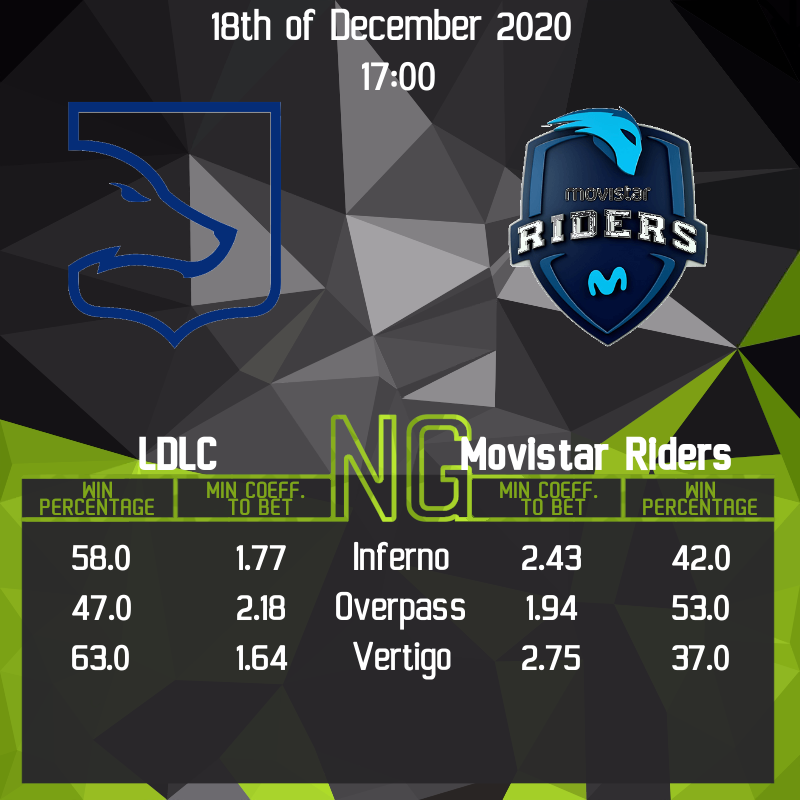 18th of December 2020
17:00
movistar
RIDERS
NG
LDLC Movistar Riders
WIN PERCENTAGE MIN COEFF. TO BET MIN COEFF. TO BET WIN PERCENTAGE
58.0 1.77 Inferno 2.43 42.0
47.0 2.18 Overpass 1.94 53.0
63.0 1.64 Vertigo 2.75 37.0